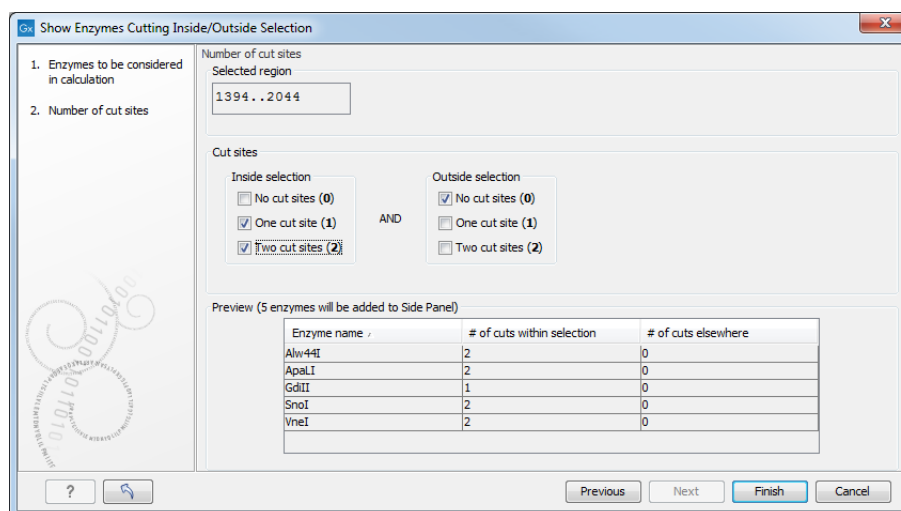 Gx Show Enzymes Cutting Inside/Outside Selection
1. Enzymes to be considered
in calculation
2. Number of cut sites
Number of cut sites
Selected region
1394..2044
Cut sites
Inside selection
No cut sites (0)
One cut site (1)
Two cut sites (2)
AND
Outside selection
No cut sites (0)
One cut site (1)
Two cut sites (2)
Preview (5 enzymes will be added to Side Panel)
Enzyme name # of cuts within selection # of cuts elsewhere
Alw44I 2 0
ApaLI 2 0
GdiII 1 0
SnoI 2 0
VneI 2 0
? Previous Next Finish Cancel